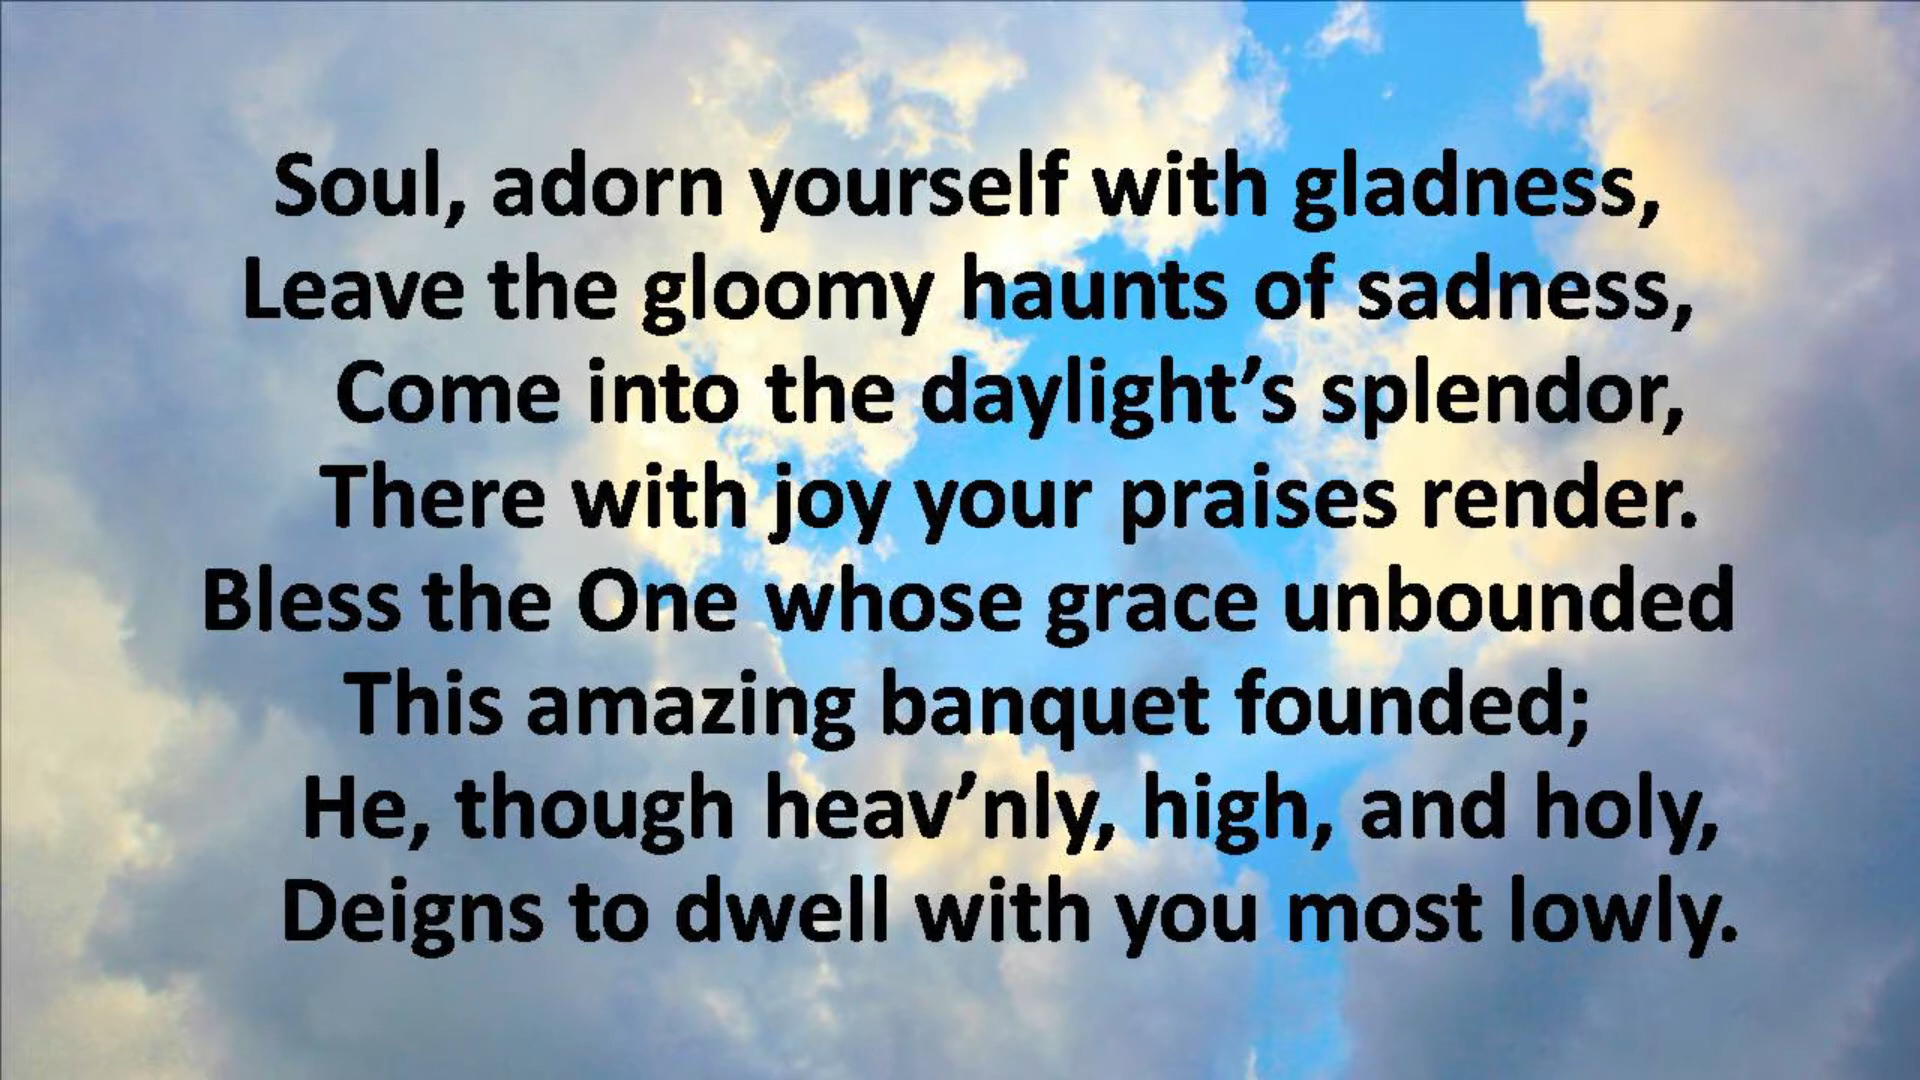 Soul, adorn yourself with gladness,
Leave the gloomy haunts of sadness,
Come into the daylight’s splendor,
There with joy your praises render.
Bless the One whose grace unbounded
This amazing banquet founded;
He, though heav’nly, high, and holy,
Deigns to dwell with you most lowly.